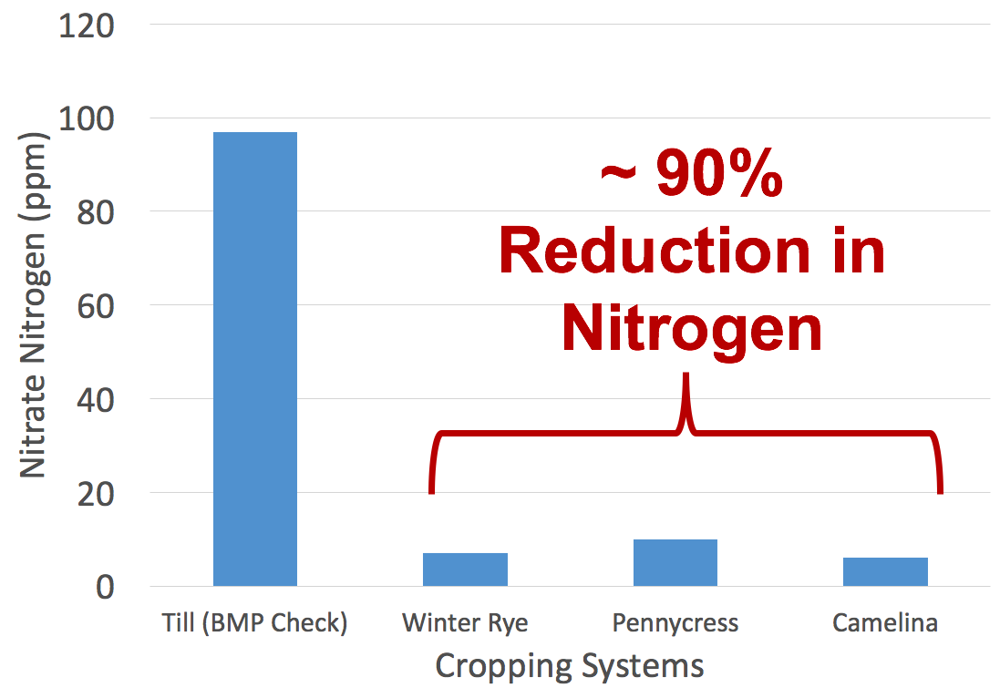 120
100
80
60
40
20
0
Nitrate Nitrogen (ppm)
~ 90%
Reduction in
Nitrogen
Till (BMP Check)
Winter Rye
Pennycress
Camelina
Cropping Systems